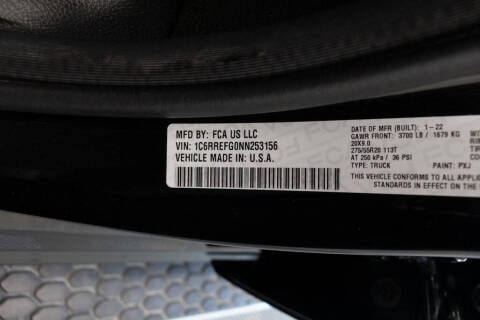 MFD BY: FCA US LLC
VIN: 1C6RREFG0NN253156
VEHICLE MADE IN U.S.A.
DATE OF MFR (BUILT): 1-22
GAWR FRONT: 3700 LB / 1679 KG
20X9.0
275/55R20 113T
AT 250 kPa / 36 PSI
TYPE: TRUCK PAINT: PXJ
THIS VEHICLE CONFORMS TO ALL AP
STANDARDS IN EFFECT ON THE